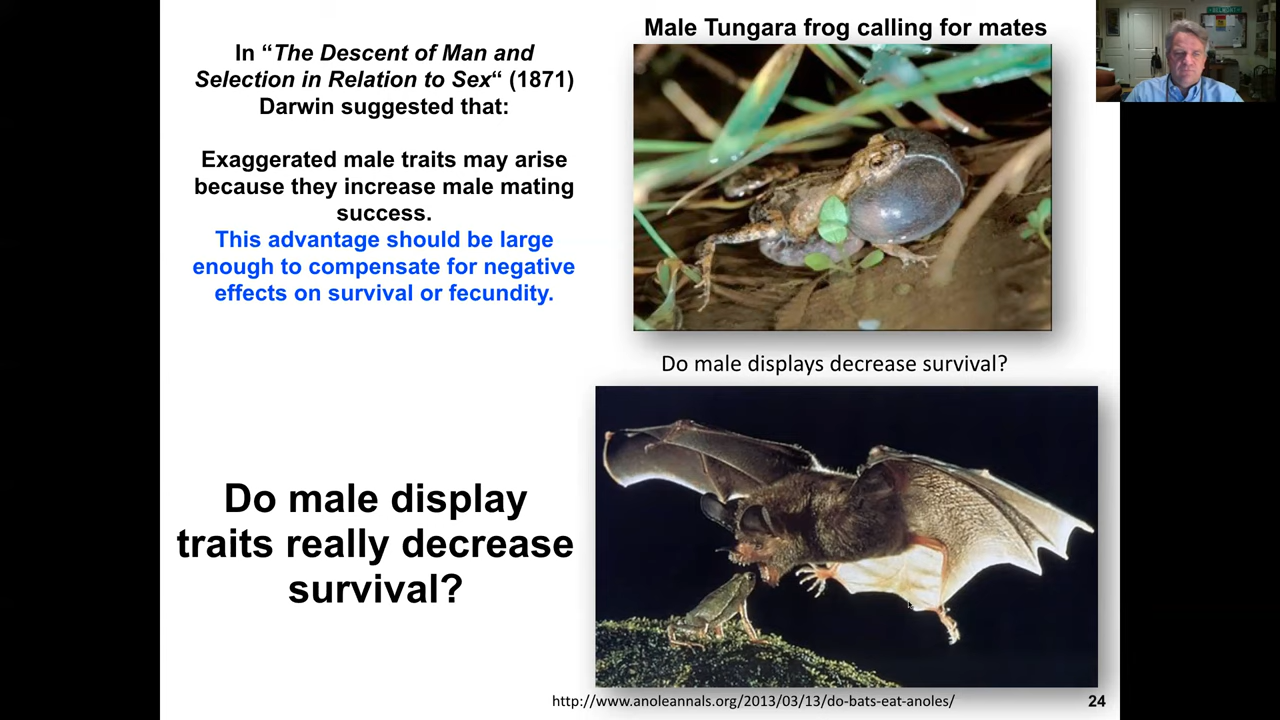 In “The Descent of Man and
Selection in Relation to Sex“ (1871)
Darwin suggested that:
Exaggerated male traits may arise
because they increase male mating
success.
This advantage should be large
enough to compensate for negative
effects on survival or fecundity.
Do male display
traits really decrease
survival?
Male Tungara frog calling for mates
Do male displays decrease survival?
http://www.anoleannals.org/2013/03/13/do-bats-eat-anoles/
24